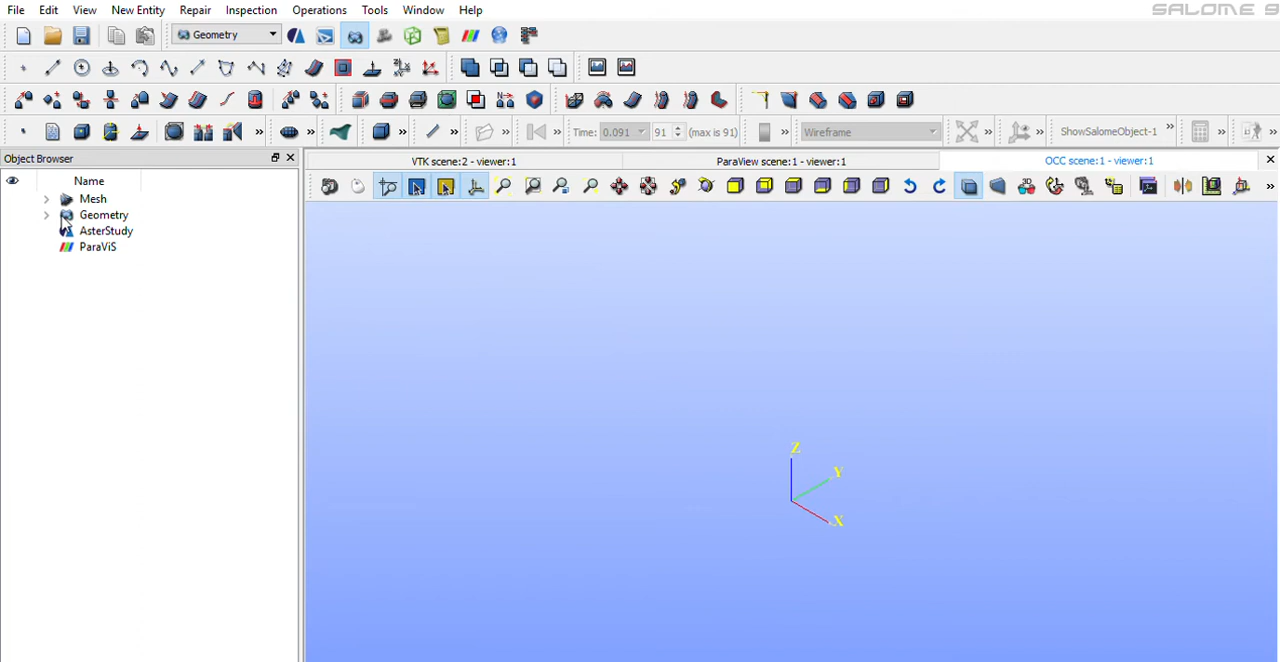 File Edit View New Entity Repair Inspection Operations Tools Window Help
SALOME 9
Geometry
Time: 0.091 91 (max is 91) Wireframe ShowSalomeObject-1
Object Browser
VTK scene:2 - viewer:1 ParaView scene:1 - viewer:1 OCC scene:1 - viewer:1
Name
Mesh
Geometry
AsterStudy
ParaViS
Z
Y
X